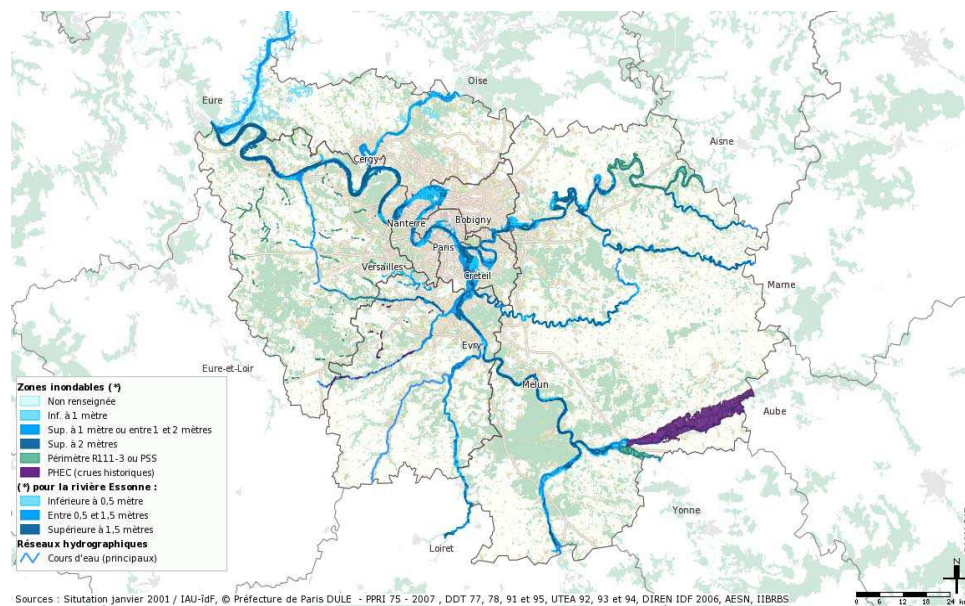 Oise
Eure
Aisne
Cergy
Nanterre
Bobigny
Paris
Versailles
Créteil
Marne
Evry
Eure-et-Loir
Melun
Aube
Yonne
Loiret
Zones inondables (*)
Non renseignée
Inf. à 1 mètre
Sup. à 1 mètre ou entre 1 et 2 mètres
Sup. à 2 mètres
Périmètre R111-3 ou PSS
PHEC (crues historiques)
(*) pour la rivière Essonne :
Inférieure à 0,5 mètre
Entre 0,5 et 1,5 mètres
Supérieure à 1,5 mètres
Réseaux hydrographiques
Cours d'eau (principaux)
N
0 6 12 18 24
Sources : Situtation janvier 2001 / IAU-îdF, © Préfecture de Paris DULE - PPRI 75 - 2007 , DDT 77, 78, 91 et 95, UTEA 92, 93 et 94, DIREN IDF 2006, AESN, IIBRBS